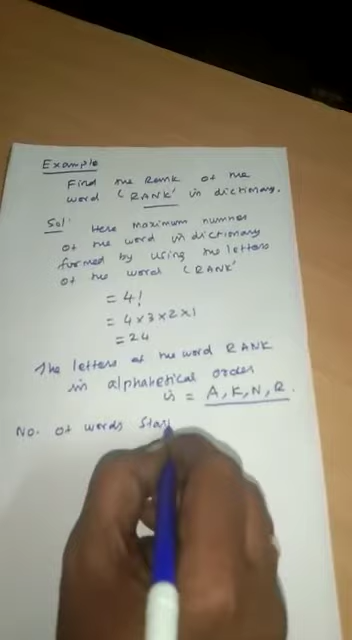 Example
Find the Rank of the
word 'RANK' in dictionary.
Sol: Here maximum number
of the word in dictionary
formed by using the letters
of the word 'RANK'
= 4!
= 4×3×2×1
= 24
The letters of the word RANK
in alphabetical order
is = A, K, N, R.
No. of words Sta